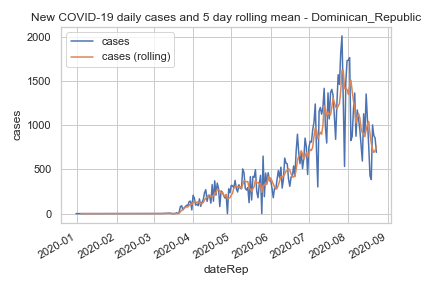 New COVID-19 daily cases and 5 day rolling mean - Dominican_Republic
cases
cases (rolling)
2000
1500
1000
500
0
cases
2020-01
2020-02
2020-03
2020-04
2020-05
2020-06
2020-07
2020-08
2020-09
dateRep